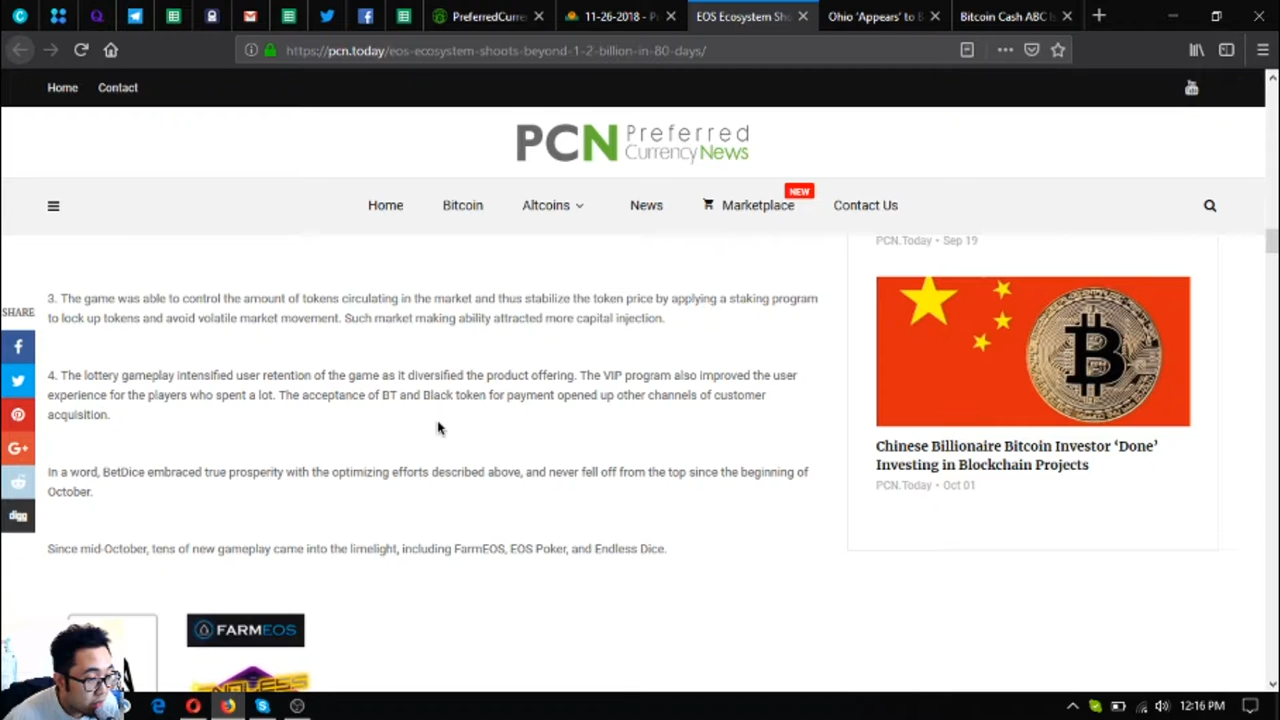 PreferredCurre
11-26-2018 - P
EOS Ecosystem Sho
Ohio 'Appears' to B
Bitcoin Cash ABC
https://pcn.today/eos-ecosystem-shoots-beyond-1-2-billion-in-80-days/
Home Contact
PCN Preferred
CurrencyNews
NEW
Home Bitcoin Altcoins News Marketplace Contact Us
PCN.Today • Sep 19
3. The game was able to control the amount of tokens circulating in the market and thus stabilize the token price by applying a staking program
to lock up tokens and avoid volatile market movement. Such market making ability attracted more capital injection.
SHARE
4. The lottery gameplay intensified user retention of the game as it diversified the product offering. The VIP program also improved the user
experience for the players who spent a lot. The acceptance of BT and Black token for payment opened up other channels of customer
acquisition.
Chinese Billionaire Bitcoin Investor ‘Done’
Investing in Blockchain Projects
PCN.Today • Oct 01
In a word, BetDice embraced true prosperity with the optimizing efforts described above, and never fell off from the top since the beginning of
October.
digg
Since mid-October, tens of new gameplay came into the limelight, including FarmEOS, EOS Poker, and Endless Dice.
FARMEOS
ENDLESS
12:16 PM